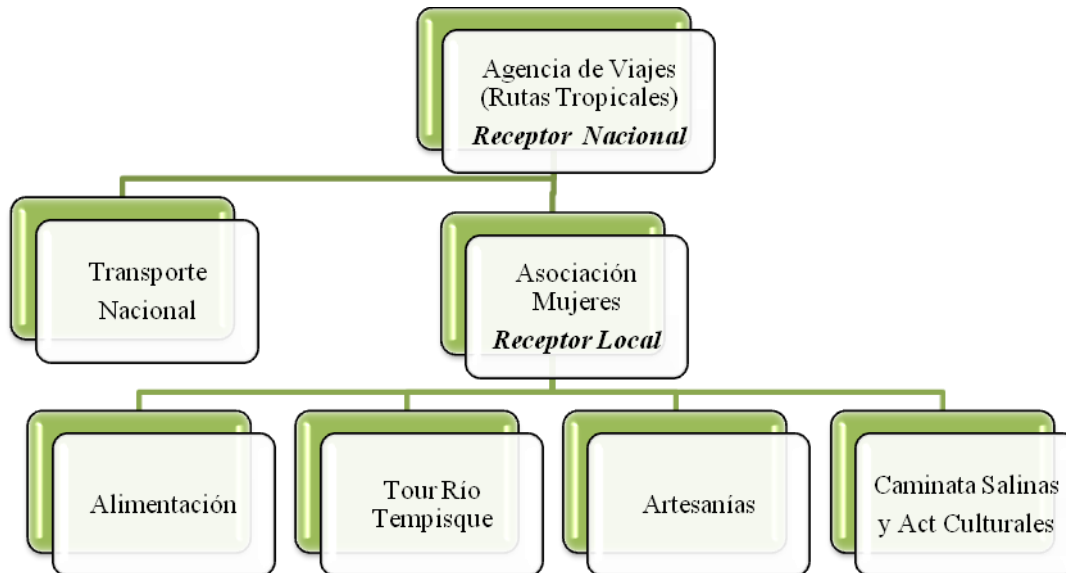 Agencia de Viajes
(Rutas Tropicales)
Receptor Nacional
Transporte
Nacional
Asociación
Mujeres
Receptor Local
Alimentación
Tour Río
Tempisque
Artesanías
Caminata Salinas
y Act Culturales